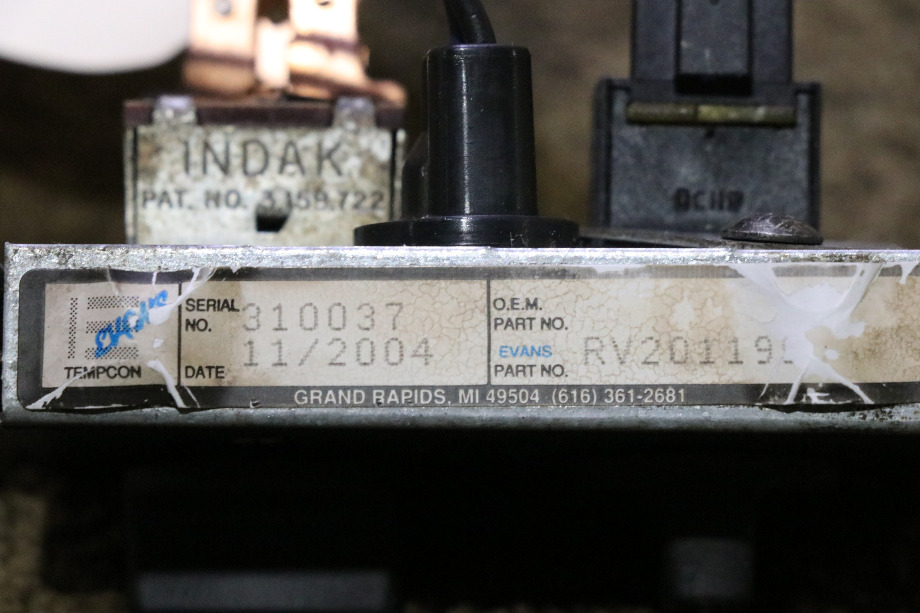 INDAK
PAT. NO. 3,159,722
EVANS
TEMPCON
SERIAL NO. 310037
DATE 11/2004
O.E.M. PART NO.
EVANS PART NO.
GRAND RAPIDS, MI 49504 (616) 361-2681